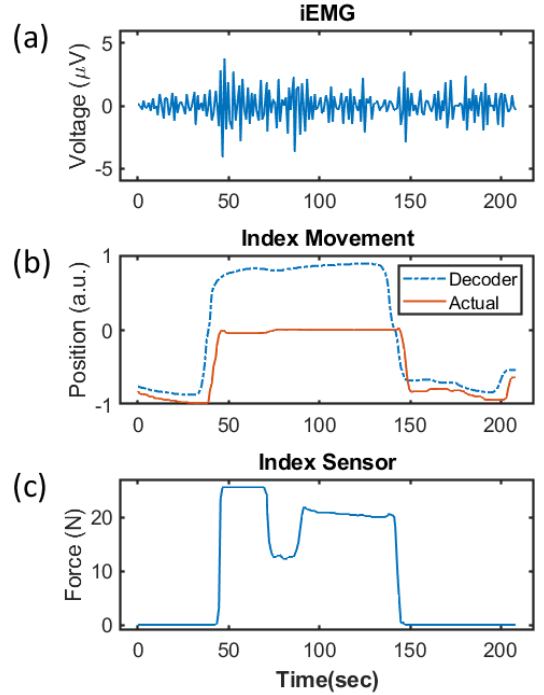 (a)
iEMG
Voltage (μV)
5
0
-5
0 50 100 150 200
(b)
Index Movement
Position (a.u.)
1
0
-1
Decoder
Actual
0 50 100 150 200
(c)
Index Sensor
Force (N)
20
10
0
0 50 100 150 200
Time(sec)